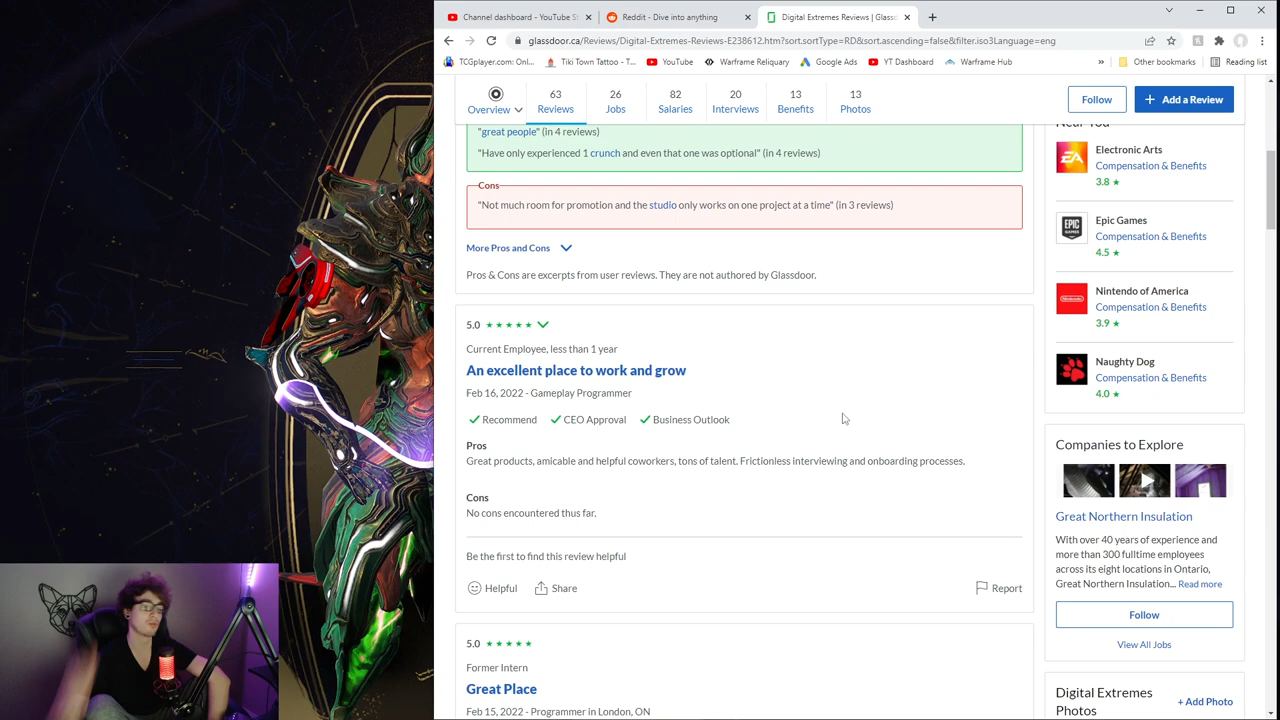 Channel dashboard - YouTube St
Reddit - Dive into anything
Digital Extremes Reviews | Glassd
glassdoor.ca/Reviews/Digital-Extremes-Reviews-E238612.htm?sort.sortType=RD&sort.ascending=false&filter.iso3Language=eng
TCGplayer.com: Onl...
Tiki Town Tattoo - T...
YouTube
Warframe Reliquary
Google Ads
YT Dashboard
Warframe Hub
»
Other bookmarks
Reading list
Overview
63
Reviews
26
Jobs
82
Salaries
20
Interviews
13
Benefits
13
Photos
Follow
+ Add a Review
"great people" (in 4 reviews)
"Have only experienced 1 crunch and even that one was optional" (in 4 reviews)
Cons
"Not much room for promotion and the studio only works on one project at a time" (in 3 reviews)
More Pros and Cons
Pros & Cons are excerpts from user reviews. They are not authored by Glassdoor.
5.0 ★★★★★
Current Employee, less than 1 year
An excellent place to work and grow
Feb 16, 2022 - Gameplay Programmer
Recommend
CEO Approval
Business Outlook
Pros
Great products, amicable and helpful coworkers, tons of talent. Frictionless interviewing and onboarding processes.
Cons
No cons encountered thus far.
Be the first to find this review helpful
Helpful
Share
Report
5.0 ★★★★★
Former Intern
Great Place
Feb 15, 2022 - Programmer in London, ON
Near You
Electronic Arts
Compensation & Benefits
3.8 ★
Epic Games
Compensation & Benefits
4.5 ★
Nintendo of America
Compensation & Benefits
3.9 ★
Naughty Dog
Compensation & Benefits
4.0 ★
Companies to Explore
Great Northern Insulation
With over 40 years of experience and
more than 300 fulltime employees
across its eight locations in Ontario,
Great Northern Insulation... Read more
Follow
View All Jobs
Digital Extremes
Photos
+ Add Photo